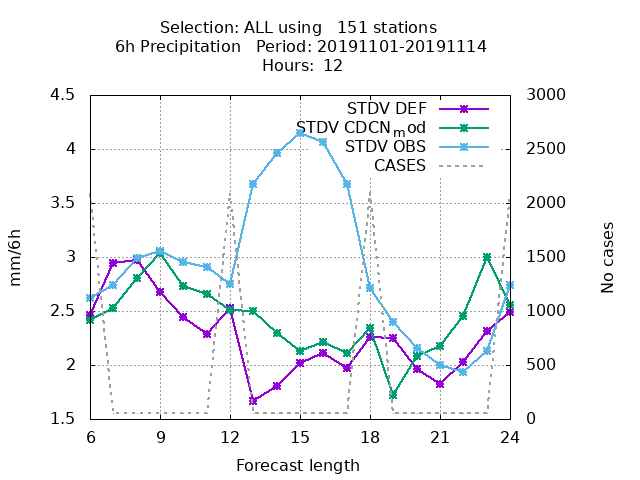 Selection: ALL using   151 stations
6h Precipitation   Period: 20191101-20191114
Hours:  12
4.5
4
3.5
3
2.5
2
1.5
3000
2500
2000
1500
1000
500
0
mm/6h
No cases
STDV DEF
STDV CDCNmod
STDV OBS
CASES
6 9 12 15 18 21 24
Forecast length